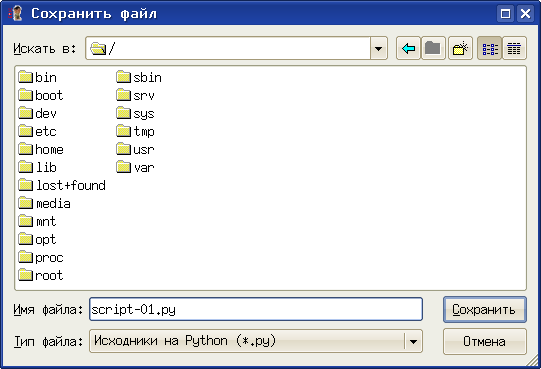 Сохранить файл
Искать в: /
bin
boot
dev
etc
home
lib
lost+found
media
mnt
opt
proc
root
sbin
srv
sys
tmp
usr
var
Имя файла: script-01.py Сохранить
Тип файла: Исходники на Python (*.py) Отмена